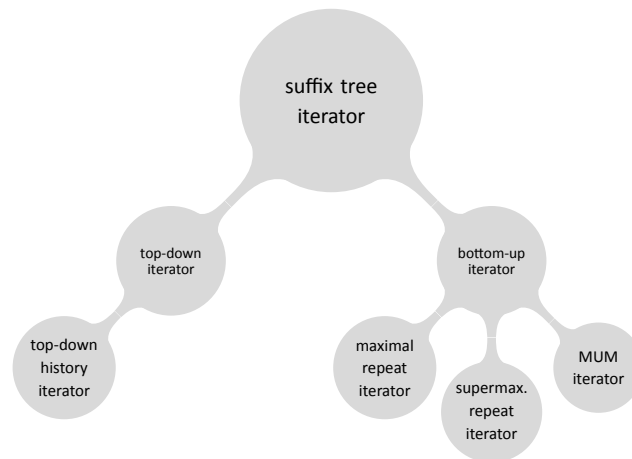 suffix tree
iterator
top-down
iterator
bottom-up
iterator
top-down
history
iterator
maximal
repeat
iterator
supermax.
repeat
iterator
MUM
iterator